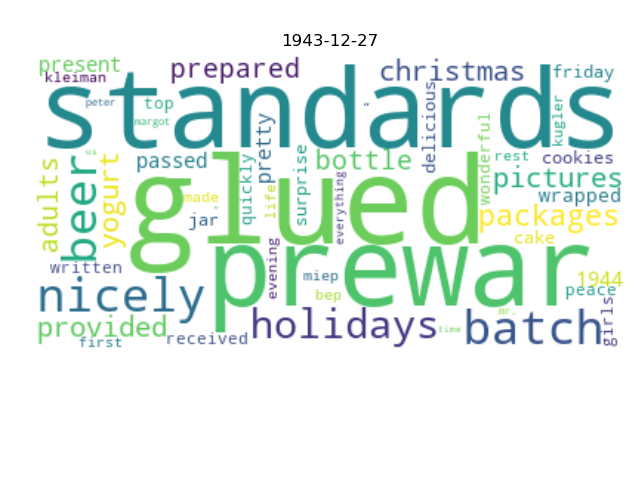 1943-12-27
present
kleiman
prepared
christmas
friday
standards
peter
top
margot
delicious
kugler
us
adults
beer
yogurt
passed
quickly
pretty
surprise
bottle
everything
wonderful
rest
cookies
pictures
wrapped
made
jar
life
glued
packages
cake
written
evening
miep
bep
prewar
1944
peace
nicely
provided
first
received
holidays
time
mr.
batch
girls